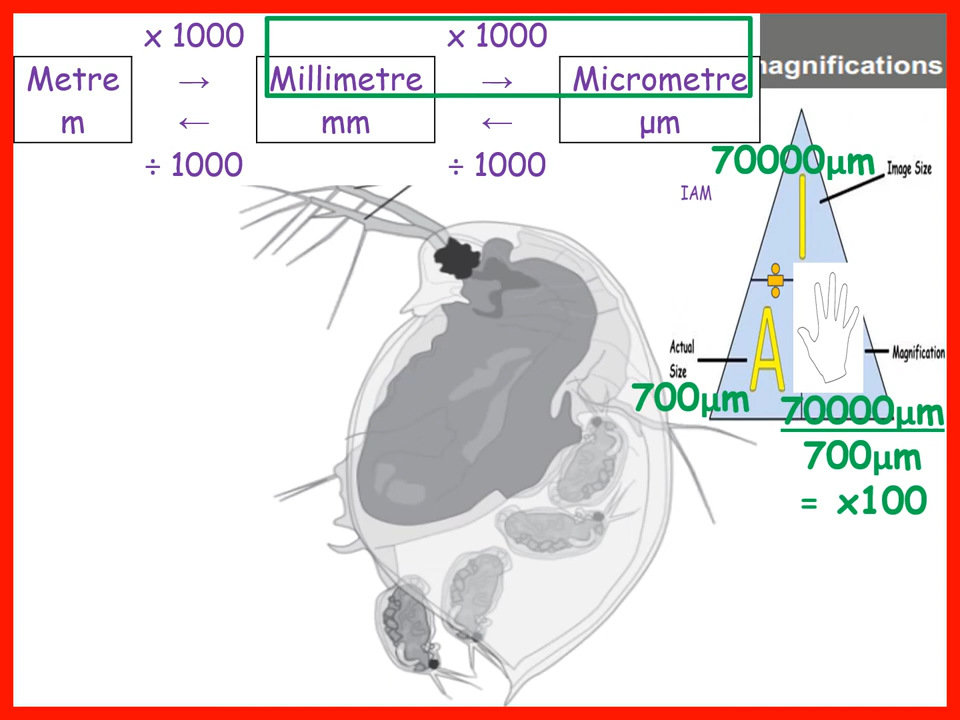 x 1000 x 1000
Metre → Millimetre → Micrometre
m ← mm ← µm
÷ 1000 ÷ 1000
magnifications
70000µm
Image Size
IAM
I
÷
A
Actual
Size
Magnification
700µm
70000µm
700µm
= x100